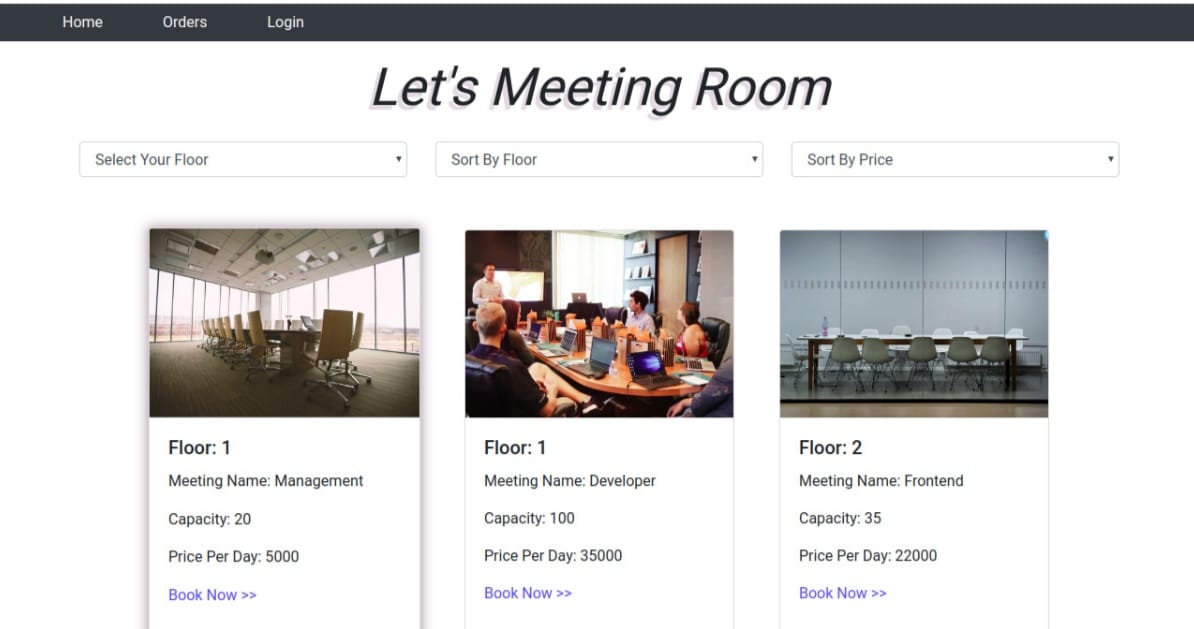 Home Orders Login
Let's Meeting Room
Select Your Floor Sort By Floor Sort By Price
Floor: 1
Meeting Name: Management
Capacity: 20
Price Per Day: 5000
Book Now >>
Floor: 1
Meeting Name: Developer
Capacity: 100
Price Per Day: 35000
Book Now >>
Floor: 2
Meeting Name: Frontend
Capacity: 35
Price Per Day: 22000
Book Now >>